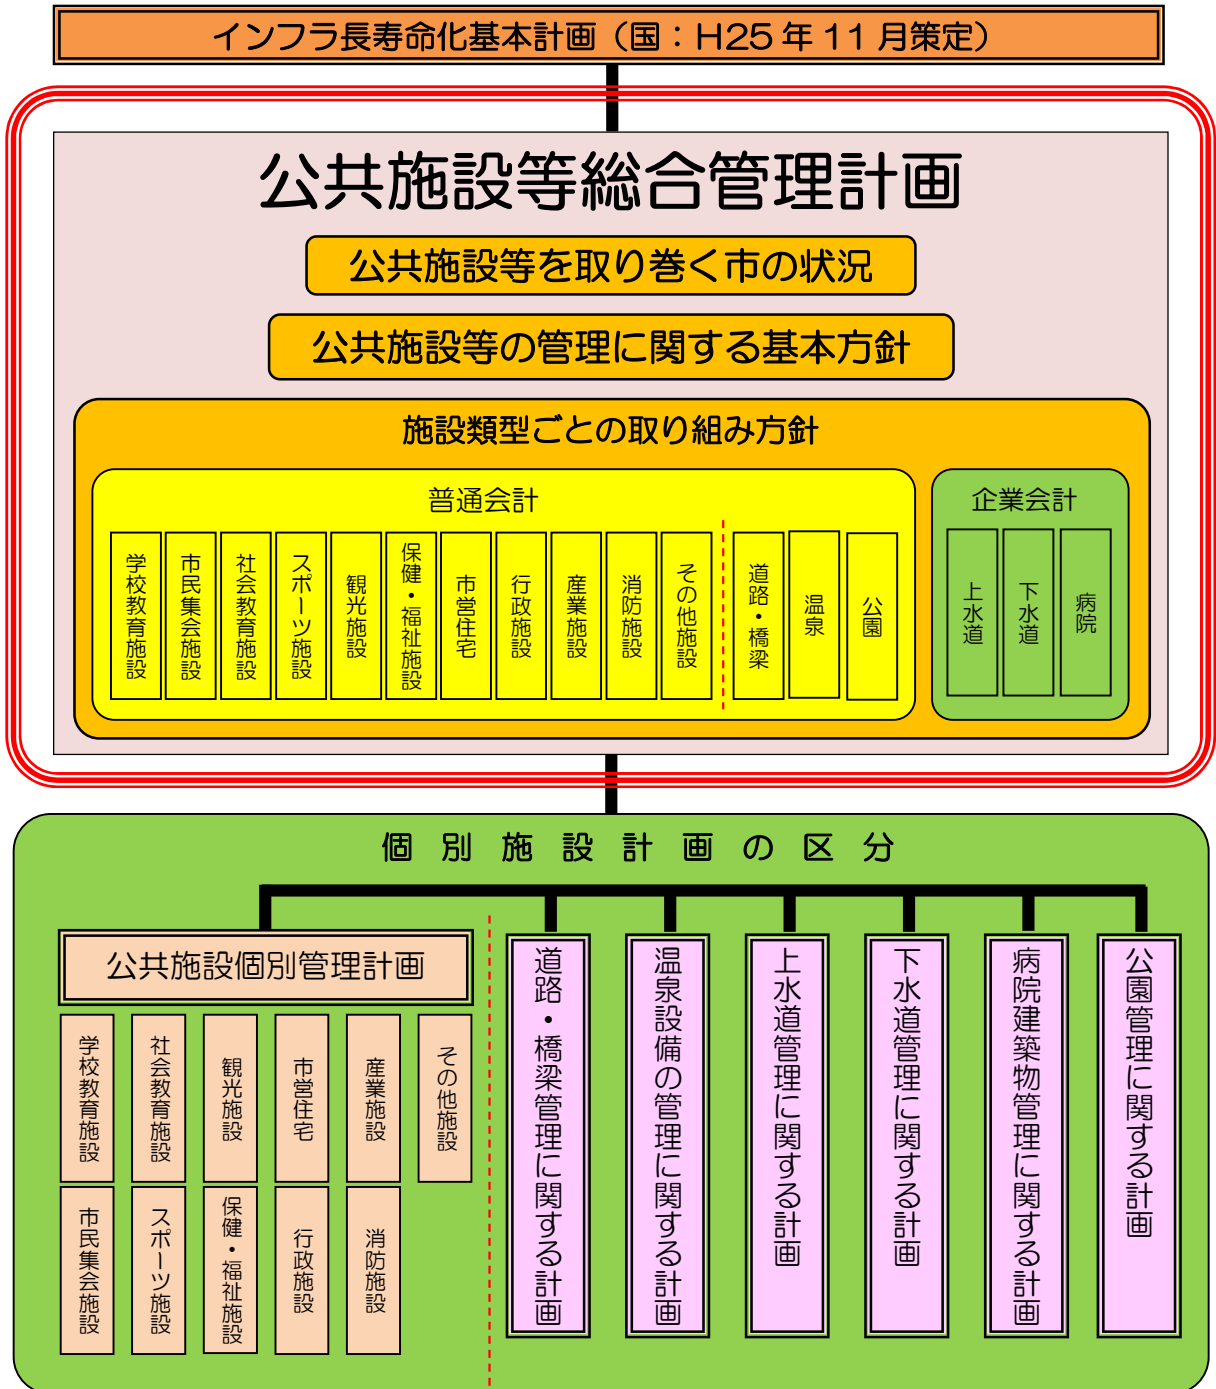 インフラ長寿命化基本計画（国：H25年11月策定）
公共施設等総合管理計画
公共施設等を取り巻く市の状況
公共施設等の管理に関する基本方針
施設類型ごとの取り組み方針
普通会計
学校教育施設
市民集会施設
社会教育施設
スポーツ施設
観光施設
保健・福祉施設
市営住宅
行政施設
産業施設
消防施設
その他施設
道路・橋梁
温泉
公園
企業会計
上水道
下水道
病院
個別施設計画の区分
公共施設個別管理計画
学校教育施設
社会教育施設
観光施設
市営住宅
産業施設
その他施設
市民集会施設
スポーツ施設
保健・福祉施設
行政施設
消防施設
道路・橋梁管理に関する計画
温泉設備の管理に関する計画
上水道管理に関する計画
下水道管理に関する計画
病院建築物管理に関する計画
公園管理に関する計画